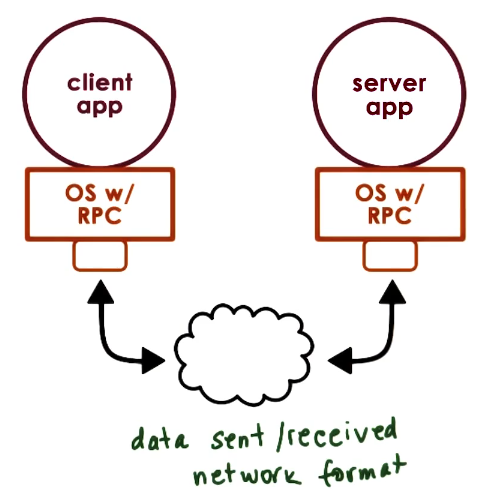 client
app
server
app
OS w/
RPC
OS w/
RPC
data sent/received
network format